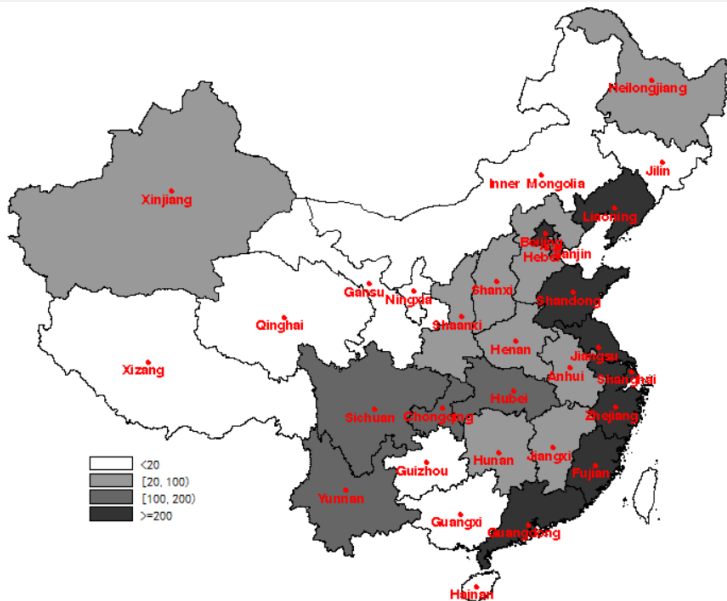 Heilongjiang
Jilin
Inner Mongolia
Xinjiang
Liaoning
Beijing
Tianjin
Hebei
Gansu
Ningxia
Shanxi
Shandong
Qinghai
Shaanxi
Henan
Jiangsu
Xizang
Anhui
Shanghai
Hubei
Sichuan
Chongqing
Zhejiang
Hunan
Jiangxi
Guizhou
Fujian
Yunnan
Guangxi
Guangdong
Hainan
<20
[20, 100)
[100, 200)
>=200